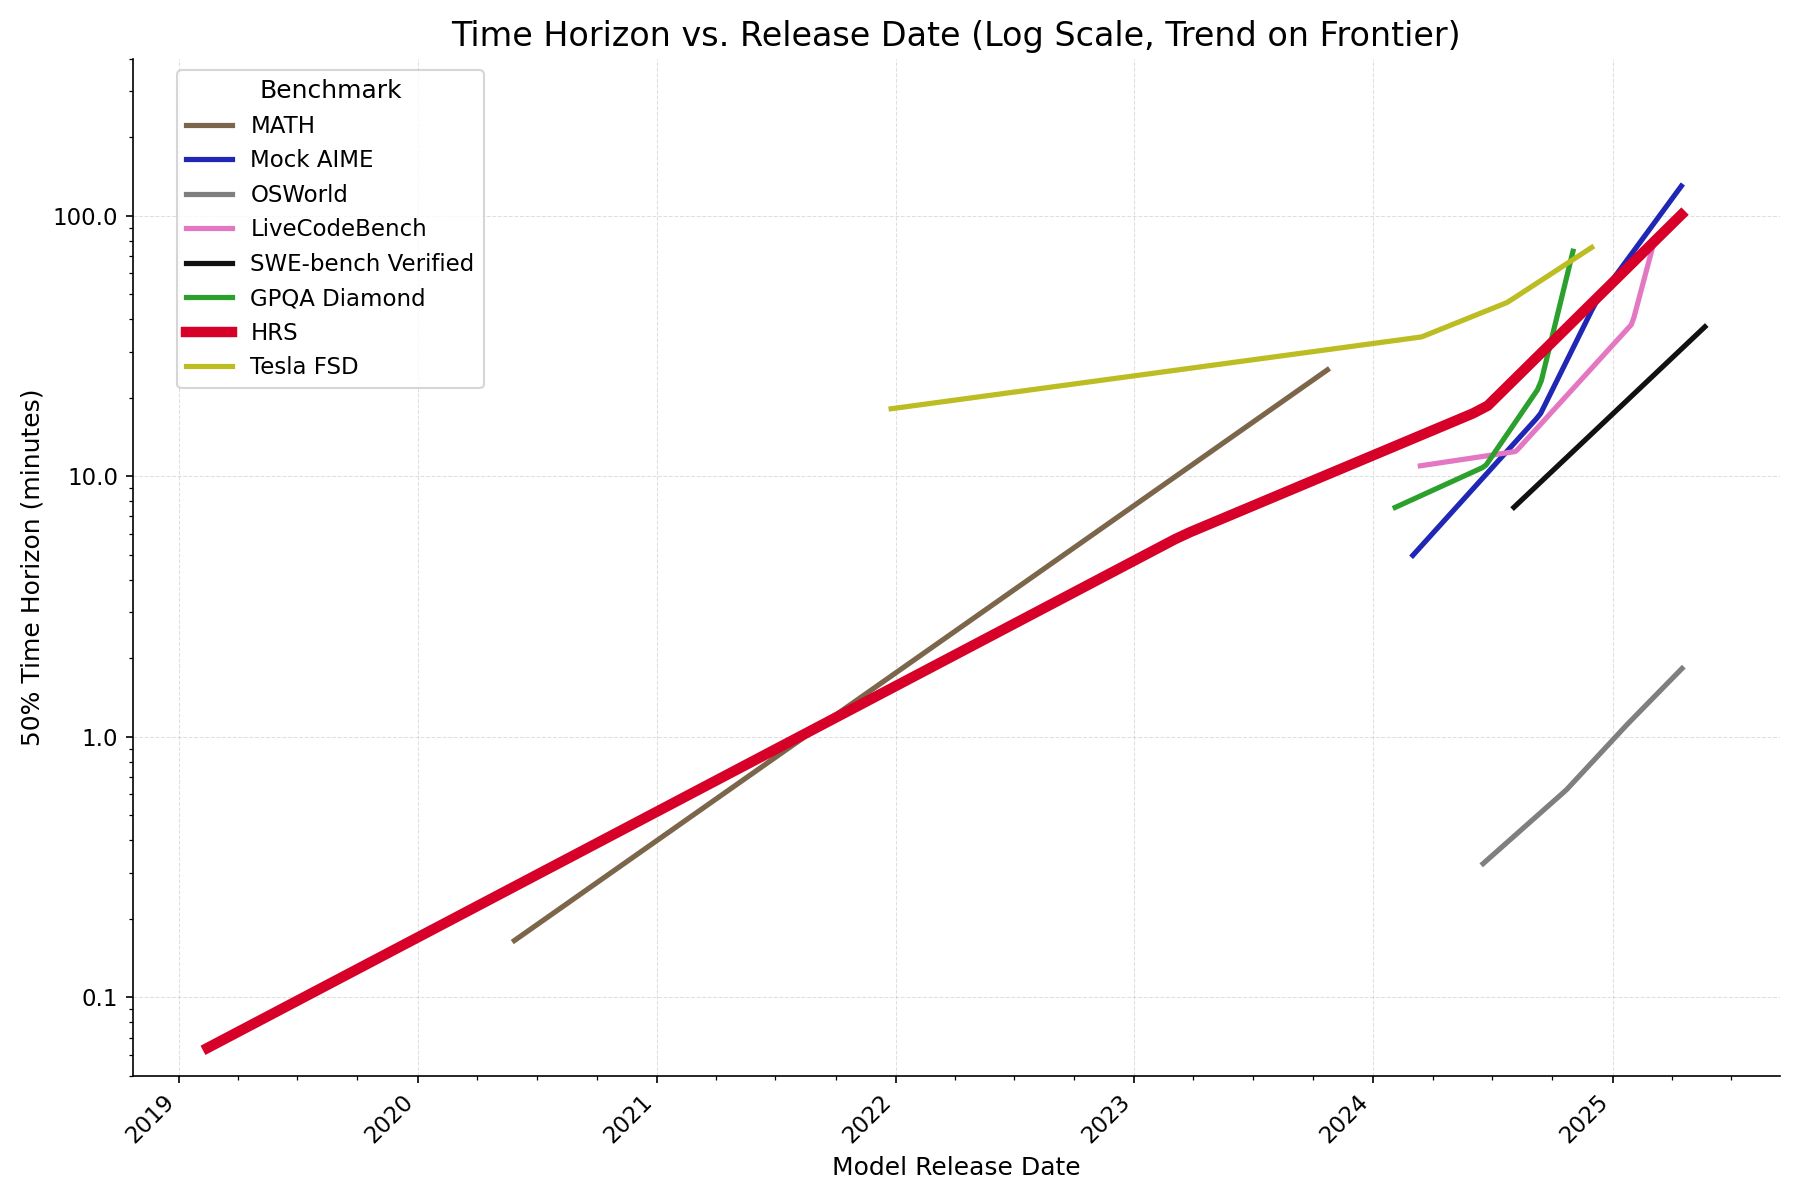 Time Horizon vs. Release Date (Log Scale, Trend on Frontier)
Benchmark
MATH
Mock AIME
OSWorld
LiveCodeBench
SWE-bench Verified
GPQA Diamond
HRS
Tesla FSD
50% Time Horizon (minutes)
100.0
10.0
1.0
0.1
2019
2020
2021
2022
2023
2024
2025
Model Release Date